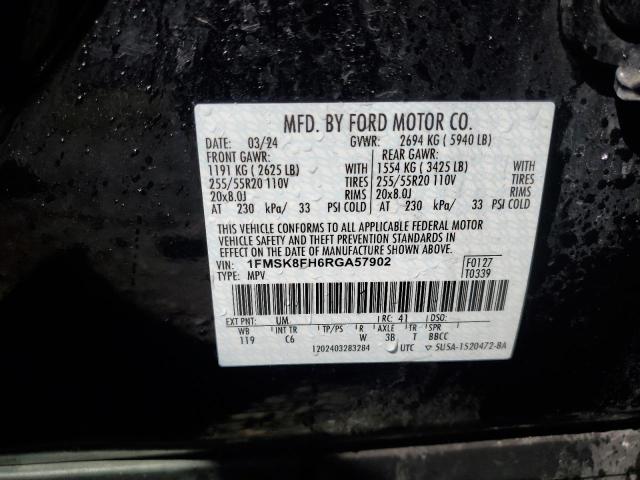 MFD. BY FORD MOTOR CO.
DATE: 03/24 GVWR: 2694 KG ( 5940 LB)
FRONT GAWR: REAR GAWR:
1191 KG ( 2625 LB) WITH 1554 KG ( 3425 LB) WITH
255/55R20 110V TIRES 255/55R20 110V TIRES
20x8.0J RIMS 20x8.0J RIMS
AT 230 kPa/ 33 PSI COLD AT 230 kPa/ 33 PSI COLD
THIS VEHICLE CONFORMS TO ALL APPLICABLE FEDERAL MOTOR
VEHICLE SAFETY AND THEFT PREVENTION STANDARDS IN
EFFECT ON THE DATE OF MANUFACTURE SHOWN ABOVE.
VIN: 1FMSK8FH6RGA57902 F0127
TYPE: MPV T0339
EXT PNT: UM RC: 41 DSO:
WB INT TR TP/PS R AXLE TR SPR
119 C6 W 3B T BBCC
1202403283284 UTC 5U5A-1520472-BA